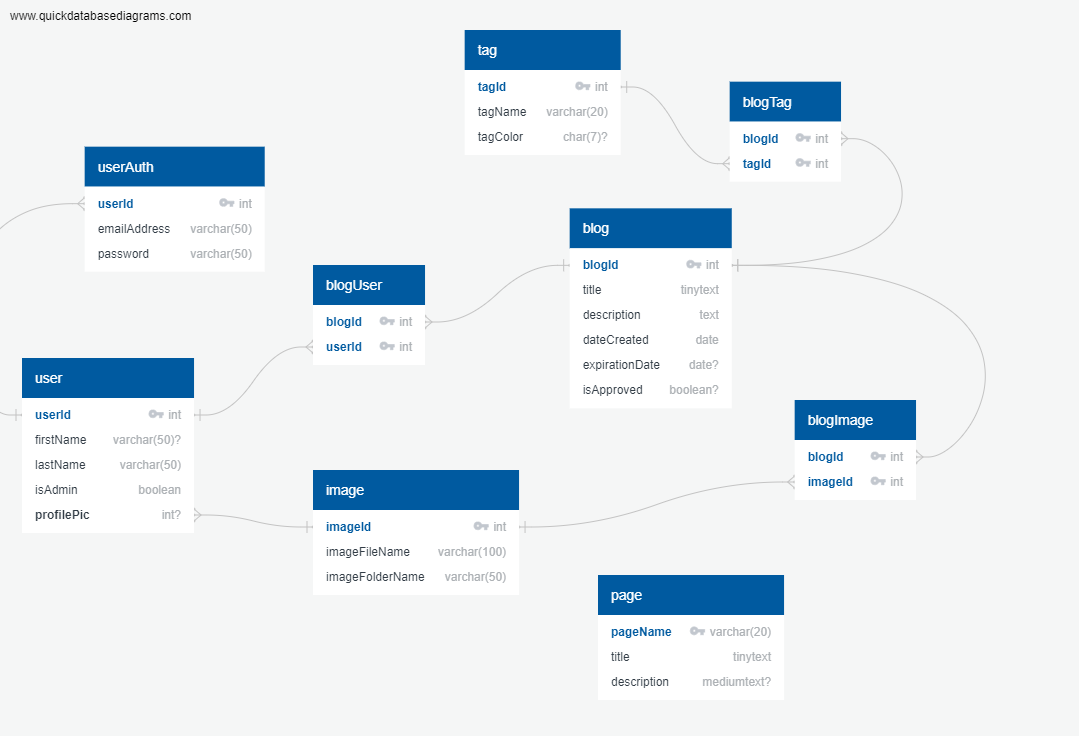 www.quickdatabasediagrams.com
tag
tagId int
tagName varchar(20)
tagColor char(7)?
blogTag
blogId int
tagId int
userAuth
userId int
emailAddress varchar(50)
password varchar(50)
blog
blogId int
title tinytext
description text
dateCreated date
expirationDate date?
isApproved boolean?
blogUser
blogId int
userId int
user
userId int
firstName varchar(50)?
lastName varchar(50)
isAdmin boolean
profilePic int?
blogImage
blogId int
imageId int
image
imageId int
imageFileName varchar(100)
imageFolderName varchar(50)
page
pageName varchar(20)
title tinytext
description mediumtext?